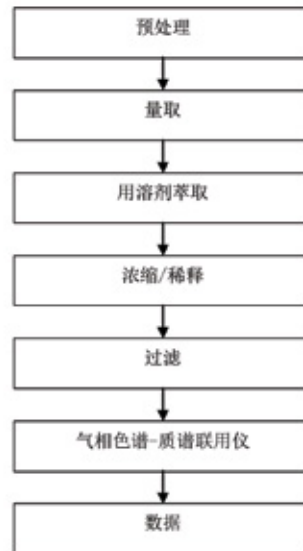 预处理
量取
用溶剂萃取
浓缩/稀释
过滤
气相色谱-质谱联用仪
数据